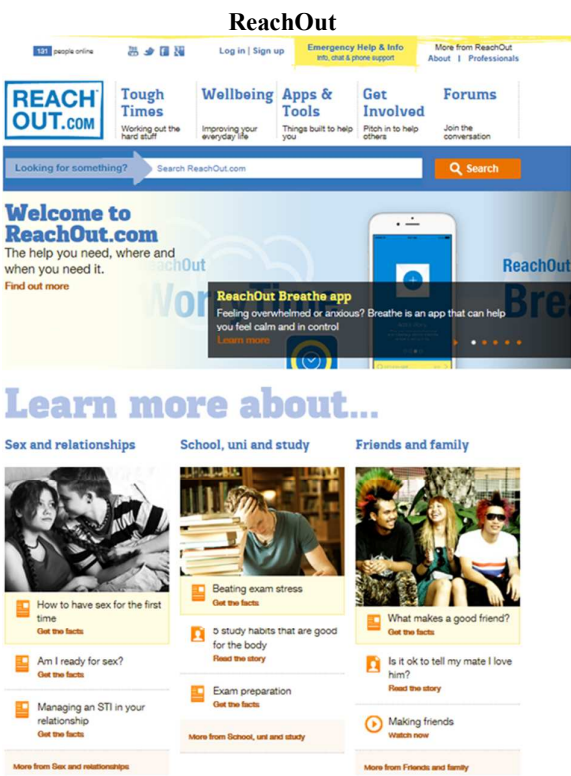 ReachOut
131 people online
You Tube
Log in | Sign up
Emergency Help & Info
Info, chat & phone support
More from ReachOut
About | Professionals
REACH
OUT.COM
Tough
Times
Working out the
hard stuff
Wellbeing
Improving your
everyday life
Apps &
Tools
Things built to help
you
Get
Involved
Pitch in to help
others
Forums
Join the
conversation
Looking for something?
Search ReachOut.com
Search
Welcome to
ReachOut.com
The help you need, where and
when you need it.
Find out more
achOut
Wor Time
ReachOut
Brea
ReachOut Breathe app
Feeling overwhelmed or anxious? Breathe is an app that can help
you feel calm and in control
Learn more
Learn more about...
Sex and relationships
How to have sex for the first
time
Get the facts
Am I ready for sex?
Get the facts
Managing an STI in your
relationship
Get the facts
More from Sex and relationships
School, uni and study
Beating exam stress
Get the facts
5 study habits that are good
for the body
Read the story
Exam preparation
Get the facts
More from School, uni and study
Friends and family
What makes a good friend?
Get the facts
Is it ok to tell my mate I love
him?
Read the story
Making friends
Watch now
More from Friends and family